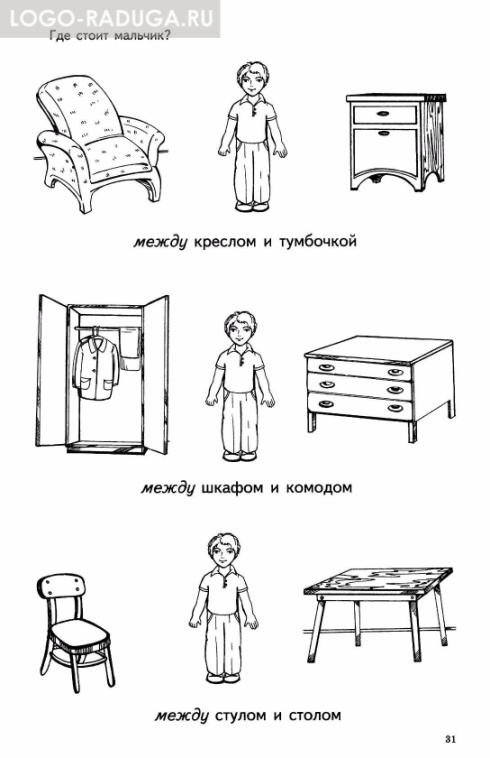 LOGO-RADUGA.RU
Где стоит мальчик?
между креслом и тумбочкой
между шкафом и комодом
между стулом и столом
31